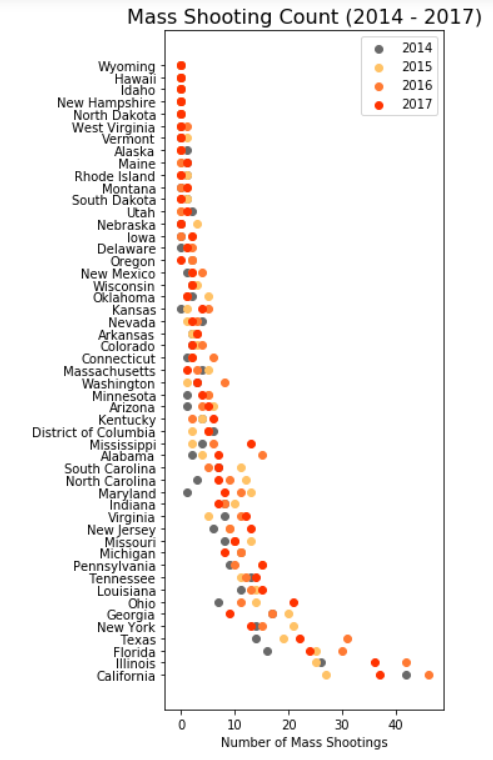 Mass Shooting Count (2014 - 2017)
2014
2015
2016
2017
Wyoming
Hawaii
Idaho
New Hampshire
North Dakota
West Virginia
Vermont
Alaska
Maine
Rhode Island
Montana
South Dakota
Utah
Nebraska
Iowa
Delaware
Oregon
New Mexico
Wisconsin
Oklahoma
Kansas
Nevada
Arkansas
Colorado
Connecticut
Massachusetts
Washington
Minnesota
Arizona
Kentucky
District of Columbia
Mississippi
Alabama
South Carolina
North Carolina
Maryland
Indiana
Virginia
New Jersey
Missouri
Michigan
Pennsylvania
Tennessee
Louisiana
Ohio
Georgia
New York
Texas
Florida
Illinois
California
0 10 20 30 40
Number of Mass Shootings